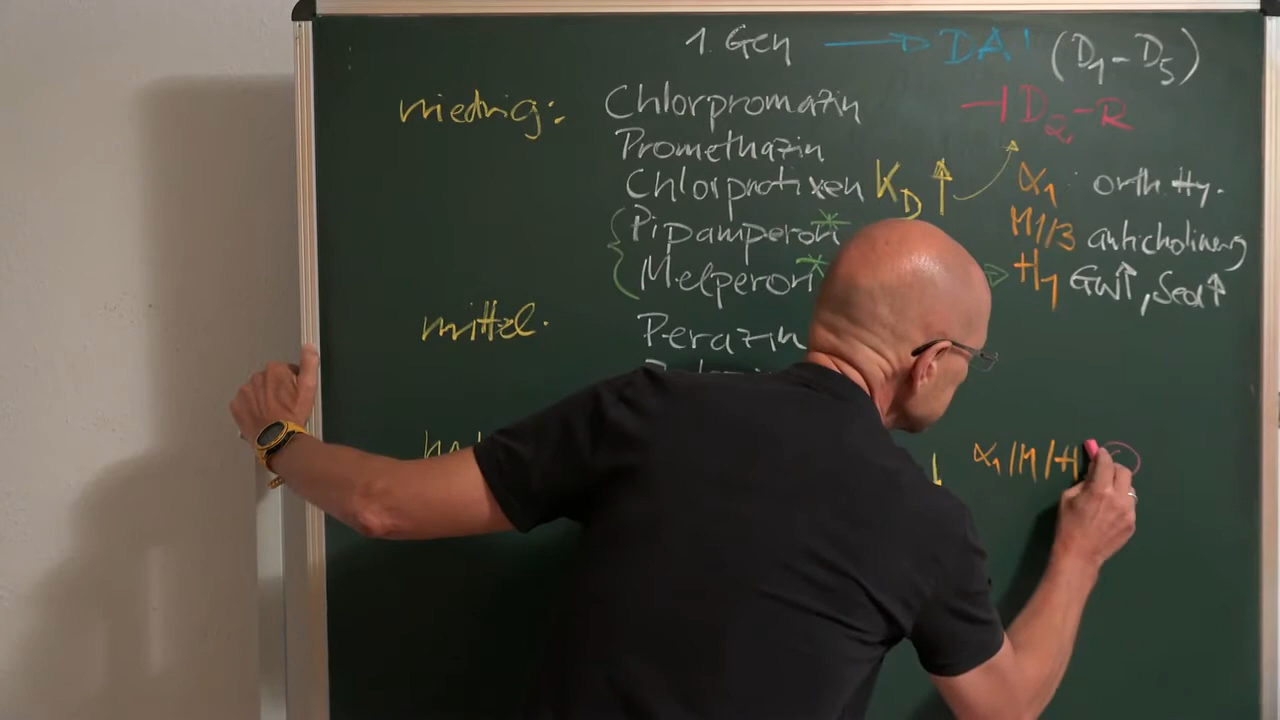 1. Gen → DA (D1-D5)
niedrig: Chlorpromazin ⊣ D2-R
Promethazin
Chlorprotixen KD ↑ α1 : orth. Hy.
Pipamperon* M1/3 anticholinerg
Melperon* H1 GW↑, Sed↑
mittel. Perazin
α1/M/H